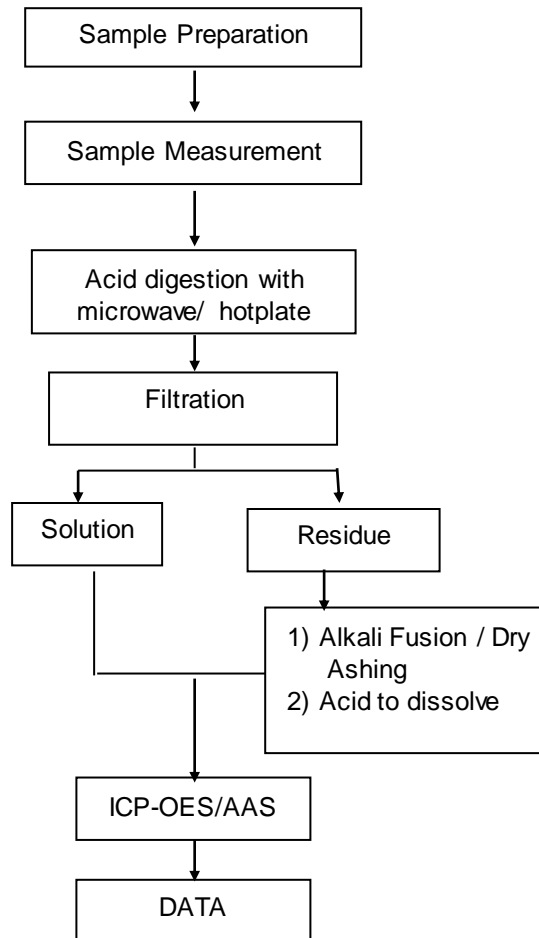 Sample Preparation
Sample Measurement
Acid digestion with
microwave/ hotplate
Filtration
Solution
Residue
1) Alkali Fusion / Dry
Ashing
2) Acid to dissolve
ICP-OES/AAS
DATA